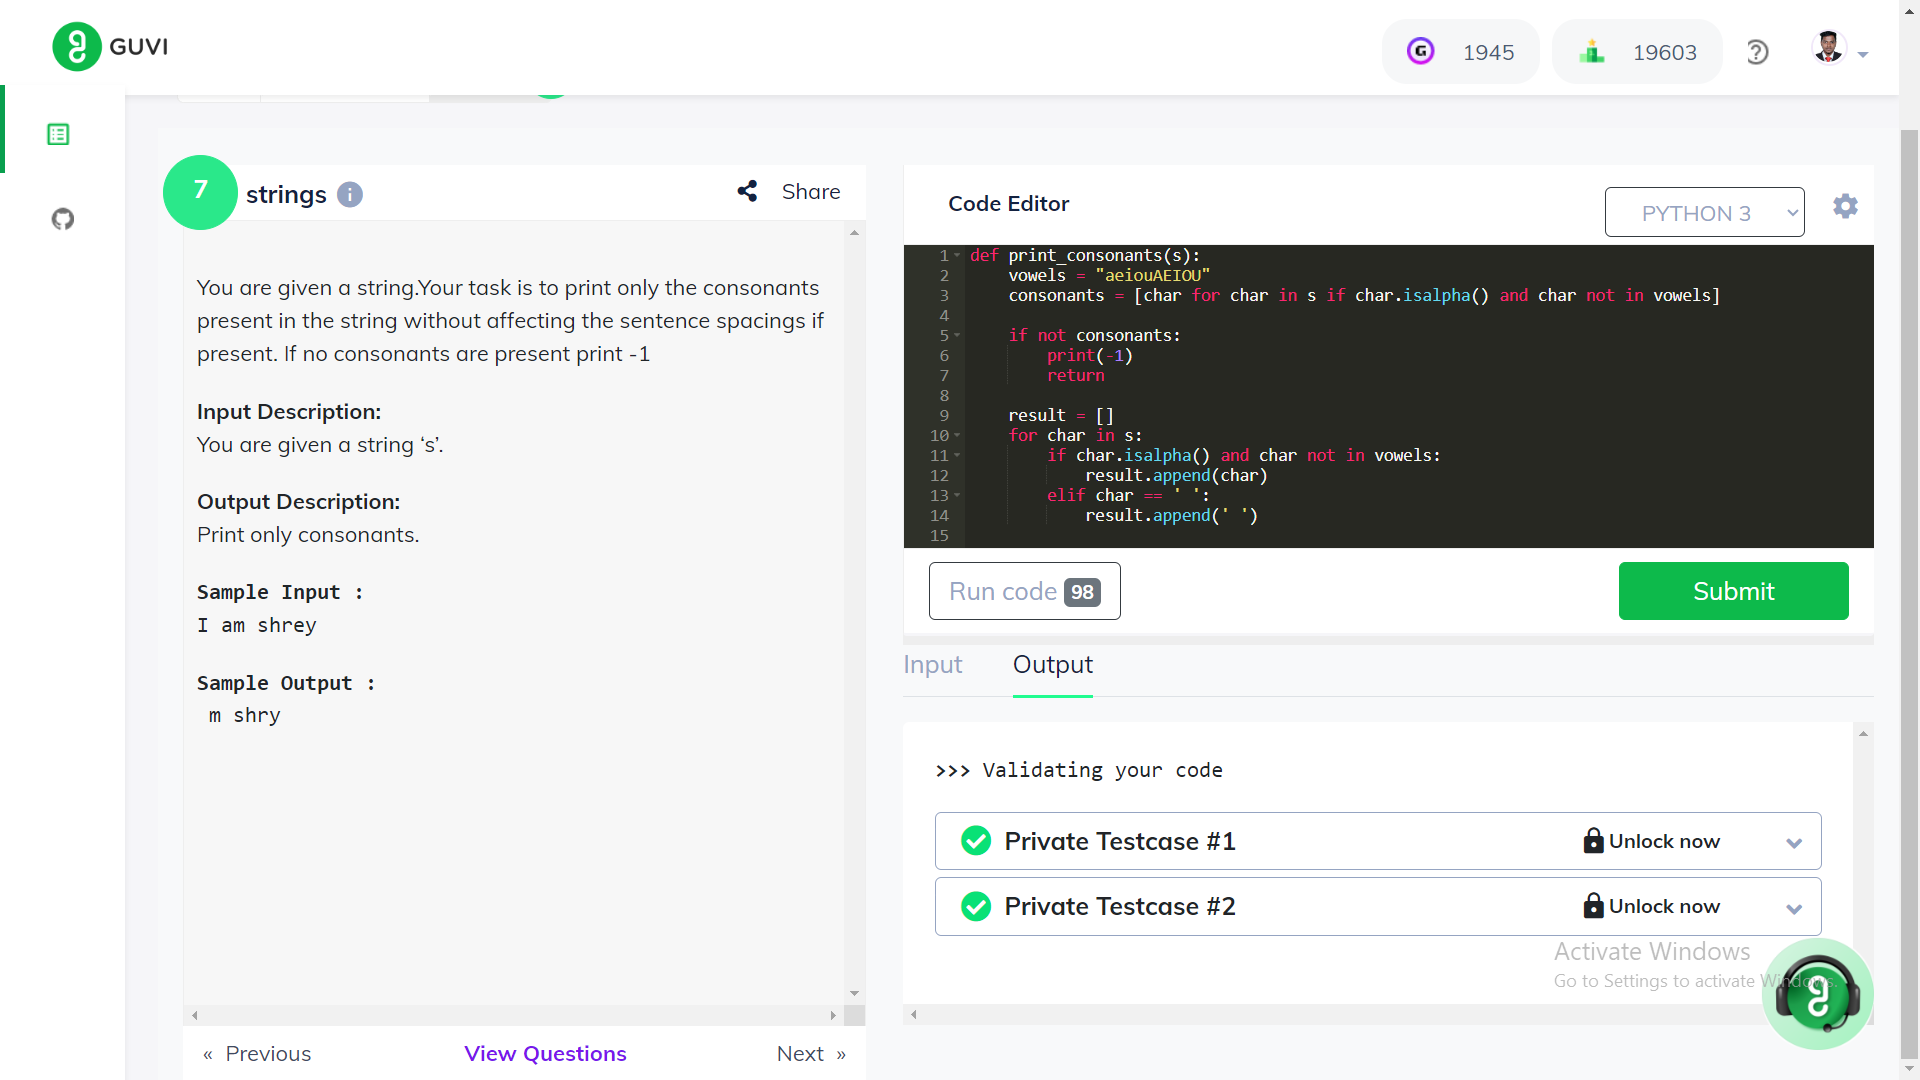 GUVI
1945
19603
7
strings
Share
You are given a string.Your task is to print only the consonants
present in the string without affecting the sentence spacings if
present. If no consonants are present print -1
Input Description:
You are given a string ‘s’.
Output Description:
Print only consonants.
Sample Input :
I am shrey
Sample Output :
 m shry
« Previous
View Questions
Next »
Code Editor
PYTHON 3
1 def print_consonants(s):
2     vowels = "aeiouAEIOU"
3     consonants = [char for char in s if char.isalpha() and char not in vowels]
4
5     if not consonants:
6         print(-1)
7         return
8
9     result = []
10     for char in s:
11         if char.isalpha() and char not in vowels:
12             result.append(char)
13         elif char == ' ':
14             result.append(' ')
15
Run code 98
Submit
Input
Output
>>> Validating your code
Private Testcase #1
Unlock now
Private Testcase #2
Unlock now
Activate Windows
Go to Settings to activate Windows.